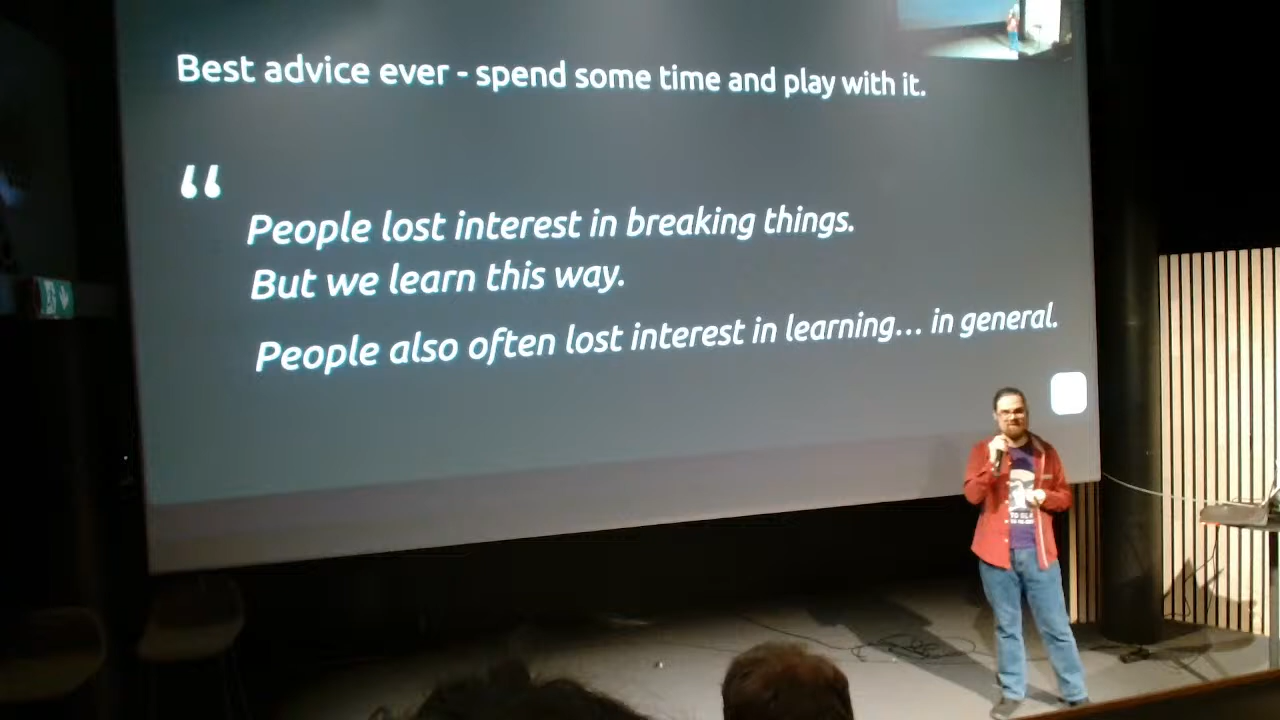 Best advice ever - spend some time and play with it.
“
People lost interest in breaking things.
But we learn this way.
People also often lost interest in learning... in general.